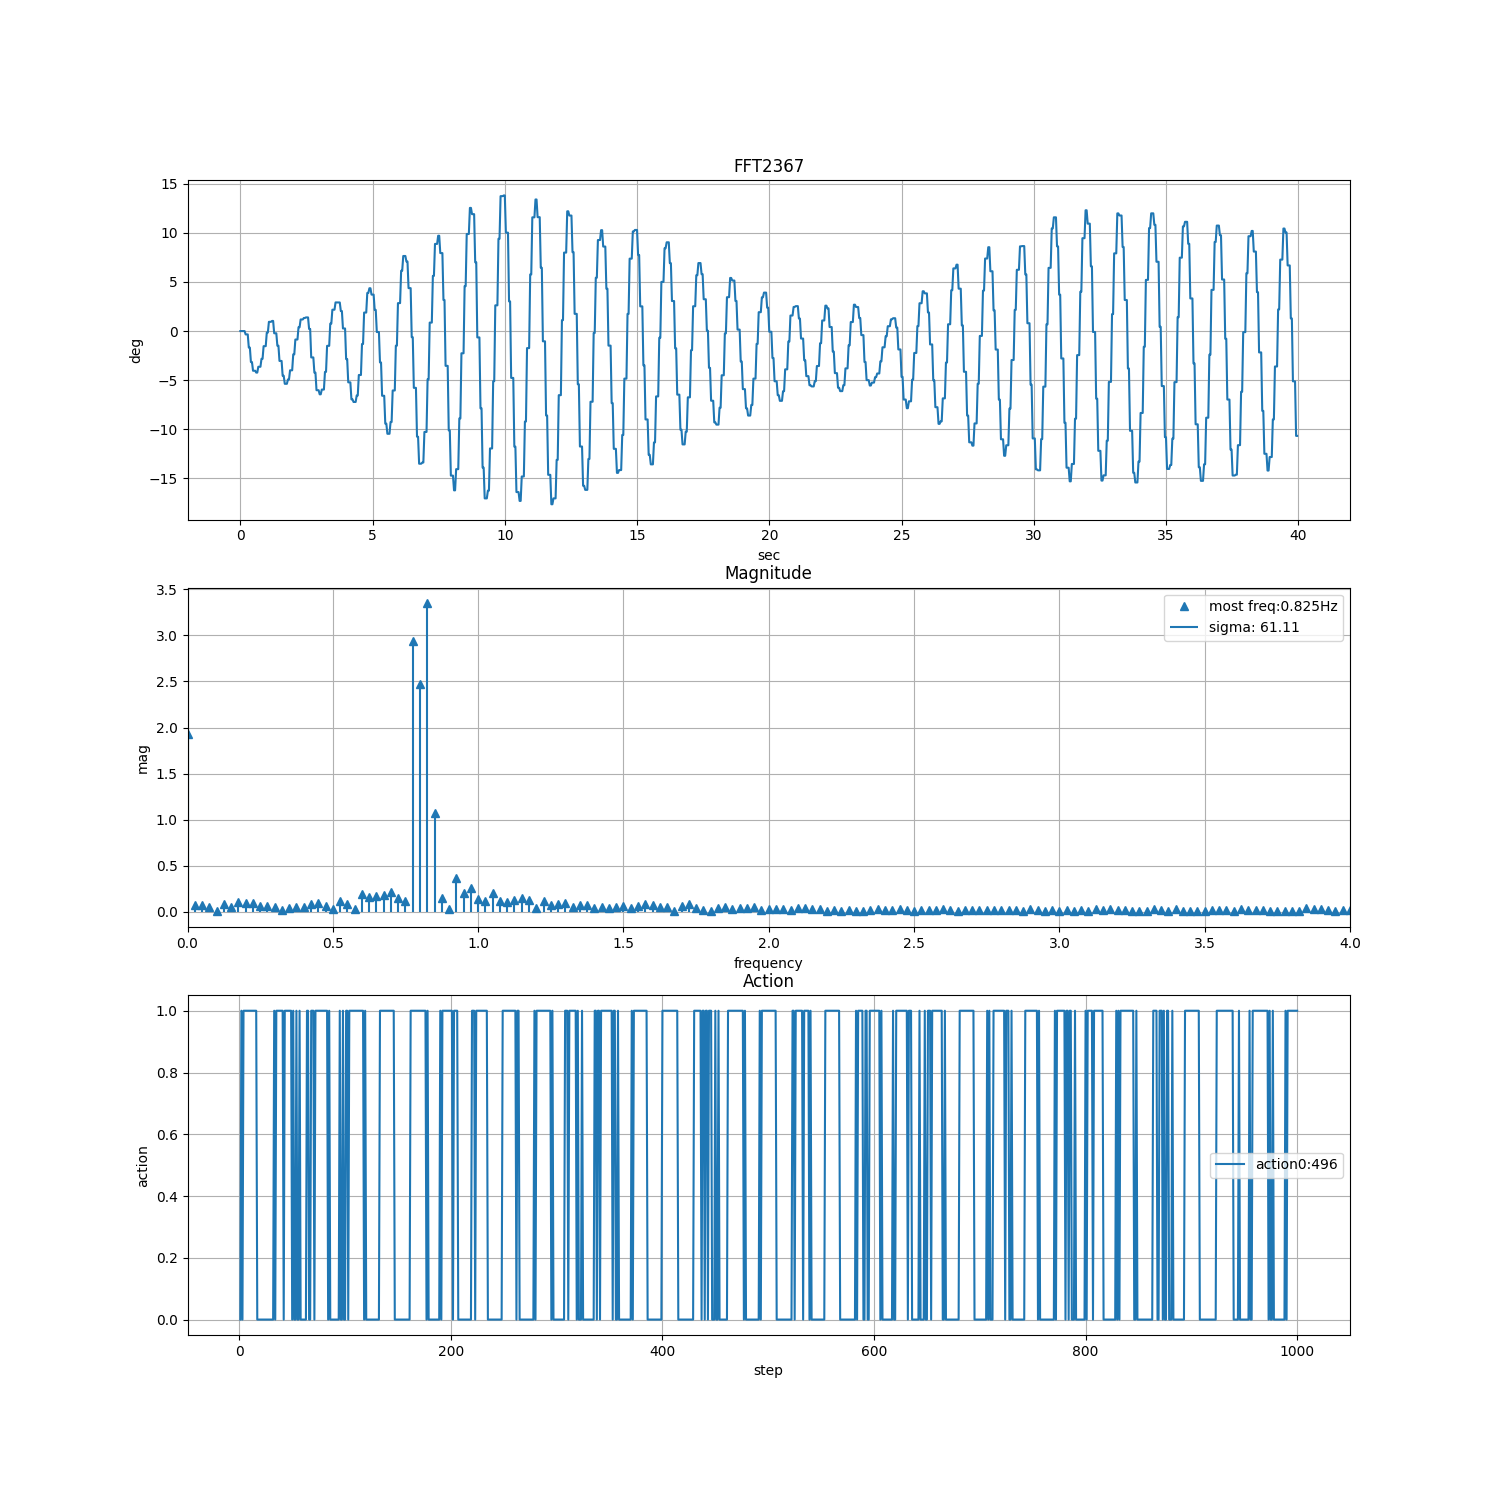 FFT2367
15
10
5
0
−5
−10
−15
deg
0 5 10 15 20 25 30 35 40
sec
Magnitude
3.5
3.0
2.5
2.0
1.5
1.0
0.5
0.0
mag
most freq:0.825Hz
sigma: 61.11
0.0 0.5 1.0 1.5 2.0 2.5 3.0 3.5 4.0
frequency
Action
1.0
0.8
0.6
0.4
0.2
0.0
action
action0:496
0 200 400 600 800 1000
step